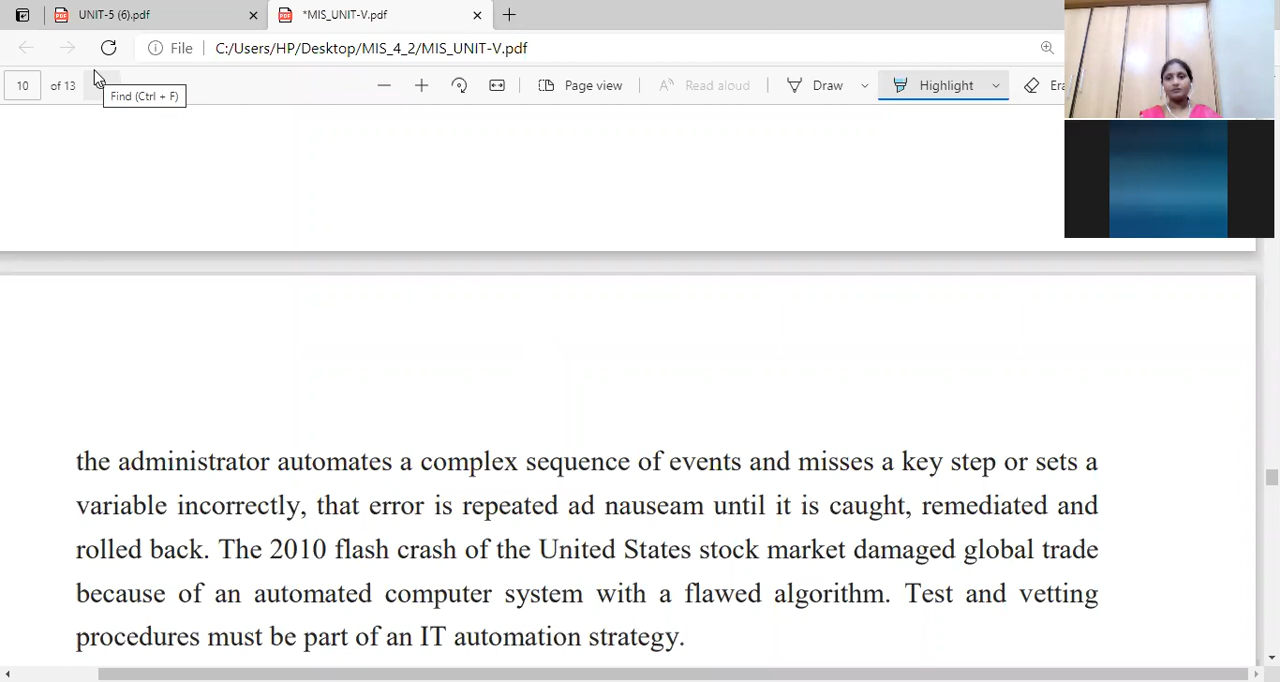 UNIT-5 (6).pdf
*MIS_UNIT-V.pdf
File
C:/Users/HP/Desktop/MIS_4_2/MIS_UNIT-V.pdf
10 of 13
Page view
Read aloud
Draw
Highlight
Era
Find (Ctrl + F)
the administrator automates a complex sequence of events and misses a key step or sets a
variable incorrectly, that error is repeated ad nauseam until it is caught, remediated and
rolled back. The 2010 flash crash of the United States stock market damaged global trade
because of an automated computer system with a flawed algorithm. Test and vetting
procedures must be part of an IT automation strategy.